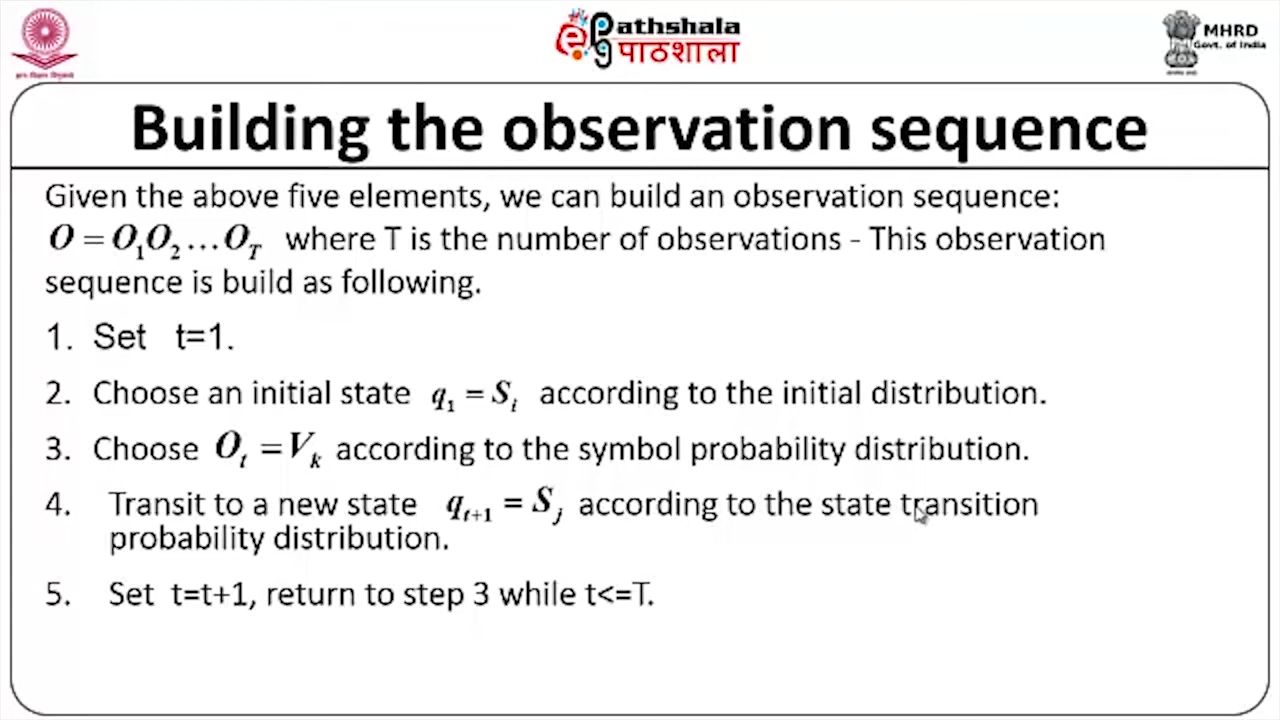 ePathshala
पाठशाला
MHRD
Govt. of India
Building the observation sequence
Given the above five elements, we can build an observation sequence:
O = O₁O₂ ... O_T where T is the number of observations - This observation
sequence is build as following.
1. Set t=1.
2. Choose an initial state q₁ = Sᵢ according to the initial distribution.
3. Choose Oₜ = Vₖ according to the symbol probability distribution.
4. Transit to a new state qₜ₊₁ = Sⱼ according to the state transition
probability distribution.
5. Set t=t+1, return to step 3 while t<=T.